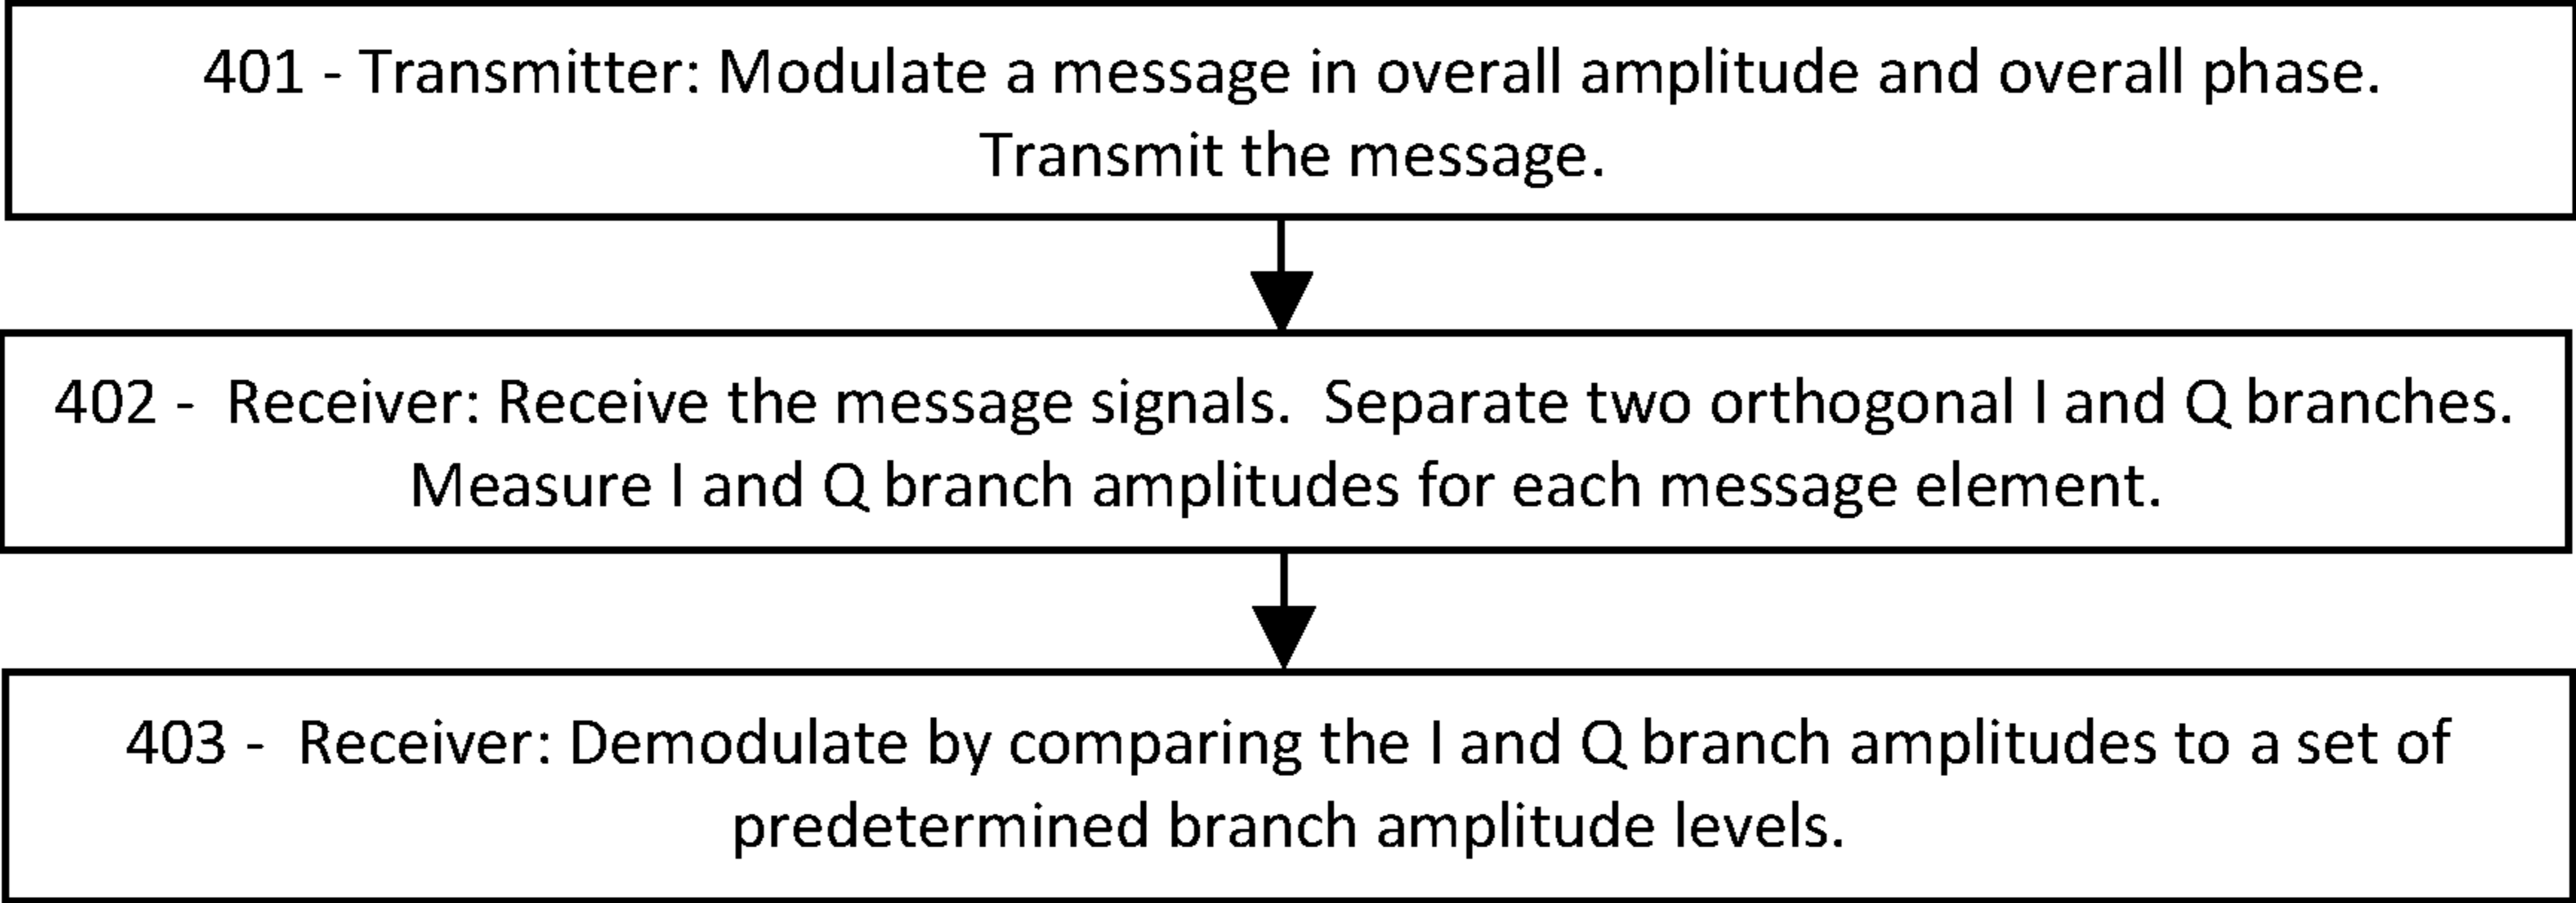 401 - Transmitter: Modulate a message in overall amplitude and overall phase.
Transmit the message.
402 - Receiver: Receive the message signals. Separate two orthogonal I and Q branches.
Measure I and Q branch amplitudes for each message element.
403 - Receiver: Demodulate by comparing the I and Q branch amplitudes to a set of
predetermined branch amplitude levels.